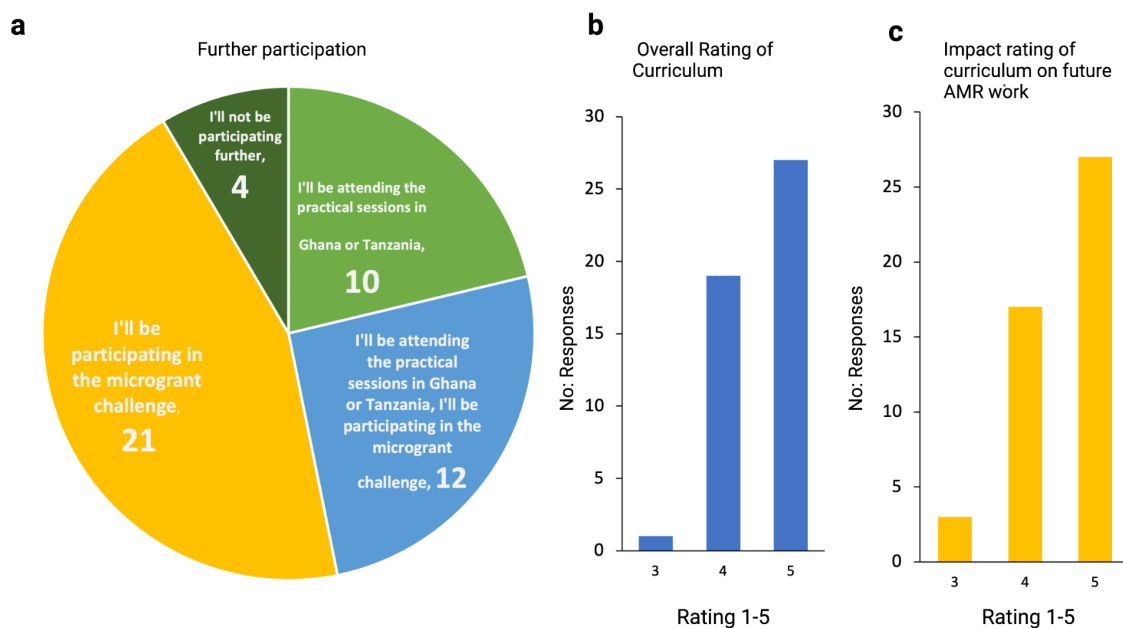 a
Further participation
I'll not be
participating
further,
4
I'll be attending the
practical sessions in
Ghana or Tanzania,
10
I'll be attending
the practical
sessions in Ghana
or Tanzania, I'll be
participating in the
microgrant
challenge, 12
I'll be
participating in
the microgrant
challenge,
21
b
Overall Rating of
Curriculum
No: Responses
30
25
20
15
10
5
0
3 4 5
Rating 1-5
c
Impact rating of
curriculum on future
AMR work
No: Responses
30
25
20
15
10
5
0
3 4 5
Rating 1-5